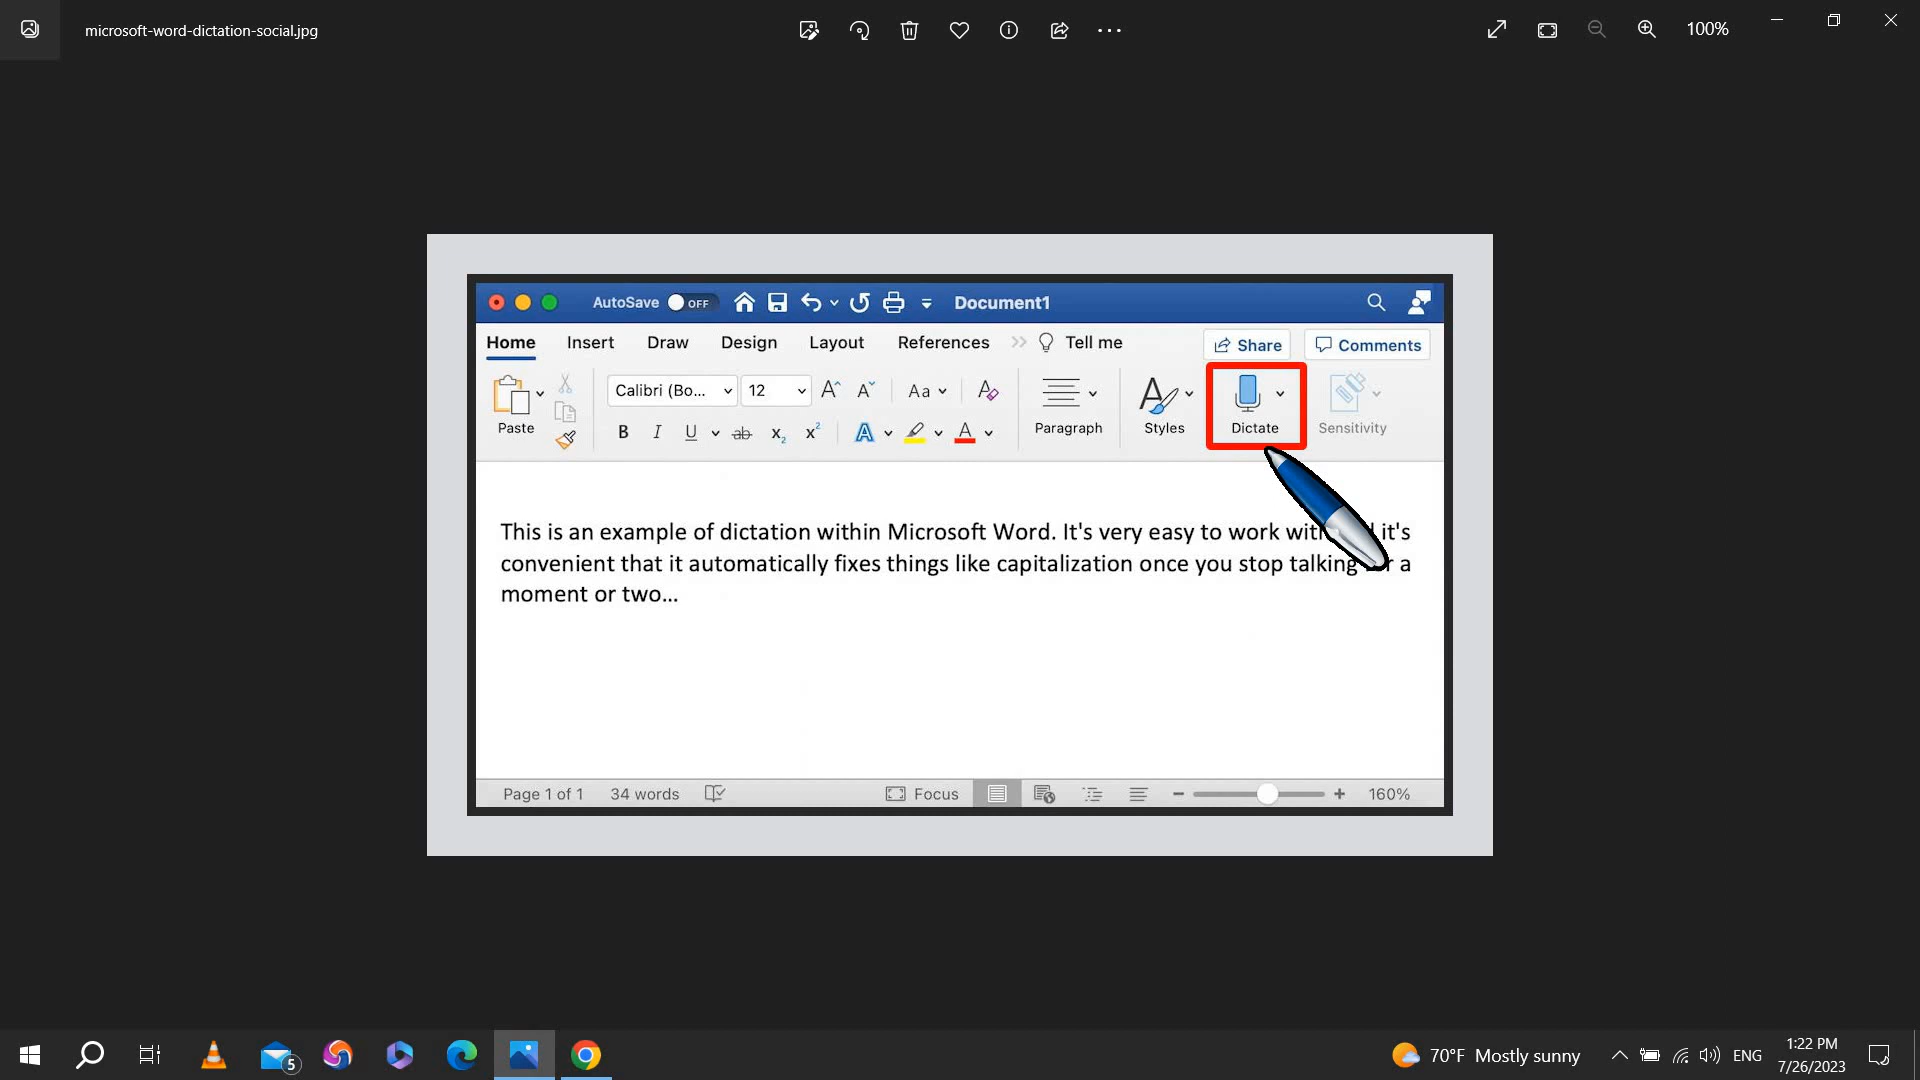 microsoft-word-dictation-social.jpg
100%
AutoSave OFF Document1
Home Insert Draw Design Layout References Tell me Share Comments
Calibri (Bo... 12 Aa
Paste Paragraph Styles Dictate Sensitivity
B I U ab x₂ x² A A
This is an example of dictation within Microsoft Word. It's very easy to work it's
convenient that it automatically fixes things like capitalization once you stop talking a
moment or two...
Page 1 of 1 34 words Focus 160%
5
70°F Mostly sunny ENG
1:22 PM
7/26/2023